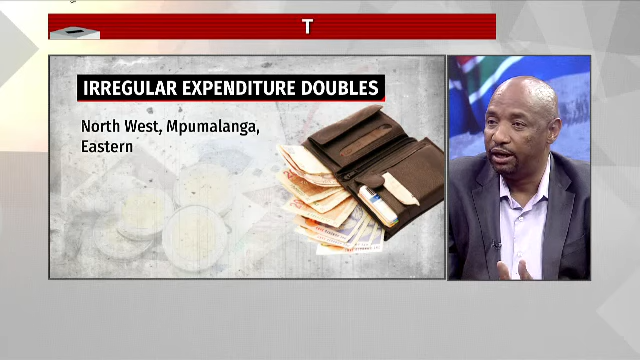 T
IRREGULAR EXPENDITURE DOUBLES
North West, Mpumalanga,
Eastern